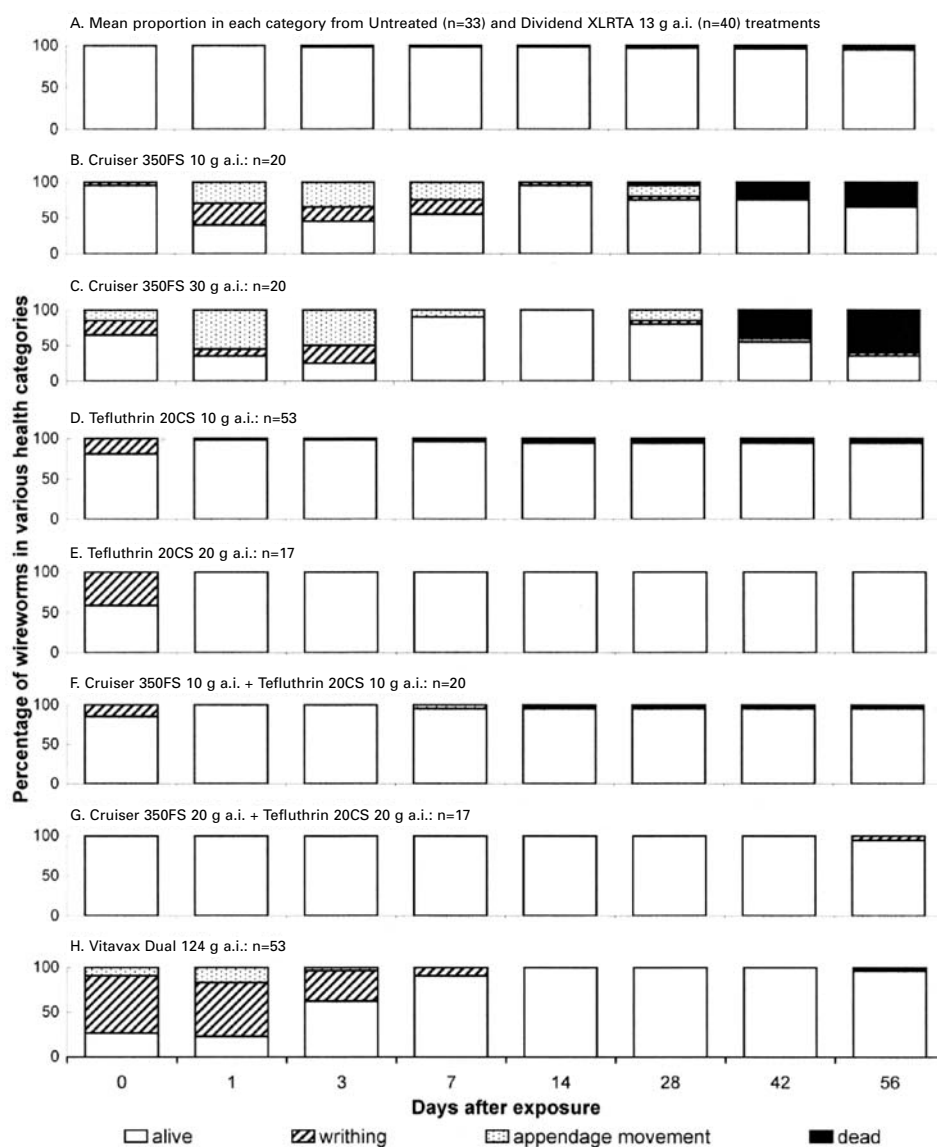 A. Mean proportion in each category from Untreated (n=33) and Dividend XLRTA 13 g a.i. (n=40) treatments
100
50
0
B. Cruiser 350FS 10 g a.i.: n=20
100
50
0
C. Cruiser 350FS 30 g a.i.: n=20
100
50
0
D. Tefluthrin 20CS 10 g a.i.: n=53
100
50
0
E. Tefluthrin 20CS 20 g a.i.: n=17
100
50
0
F. Cruiser 350FS 10 g a.i. + Tefluthrin 20CS 10 g a.i.: n=20
100
50
0
G. Cruiser 350FS 20 g a.i. + Tefluthrin 20CS 20 g a.i.: n=17
100
50
0
H. Vitavax Dual 124 g a.i.: n=53
100
50
0
Percentage of wireworms in various health categories
0 1 3 7 14 28 42 56
Days after exposure
alive writhing appendage movement dead